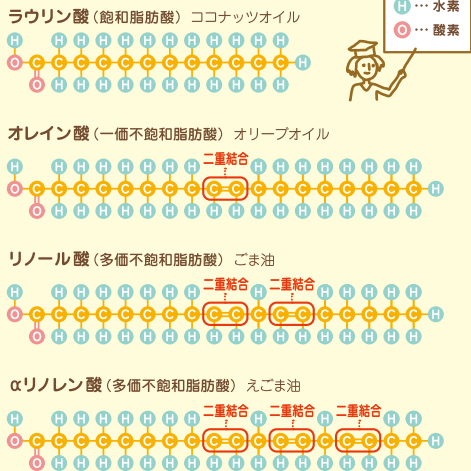 H … 水素
O … 酸素
ラウリン酸（飽和脂肪酸）ココナッツオイル
H H H H H H H H H H H H
O C C C C C C C C C C C C H
O H H H H H H H H H H H
オレイン酸（一価不飽和脂肪酸）オリーブオイル
二重結合
H H H H H H H H H H H H H H H H
O C C C C C C C C C C C C C C C C C C H
O H H H H H H H H H H H H H H H H H
リノール酸（多価不飽和脂肪酸）ごま油
二重結合 二重結合
H H H H H H H H H H H H H H
O C C C C C C C C C C C C C C C C C C H
O H H H H H H H H H H H H H H H H H
αリノレン酸（多価不飽和脂肪酸）えごま油
二重結合 二重結合 二重結合
H H H H H H H H H H H H
O C C C C C C C C C C C C C C C C C C H
O H H H H H H H H H H H H H H H H H